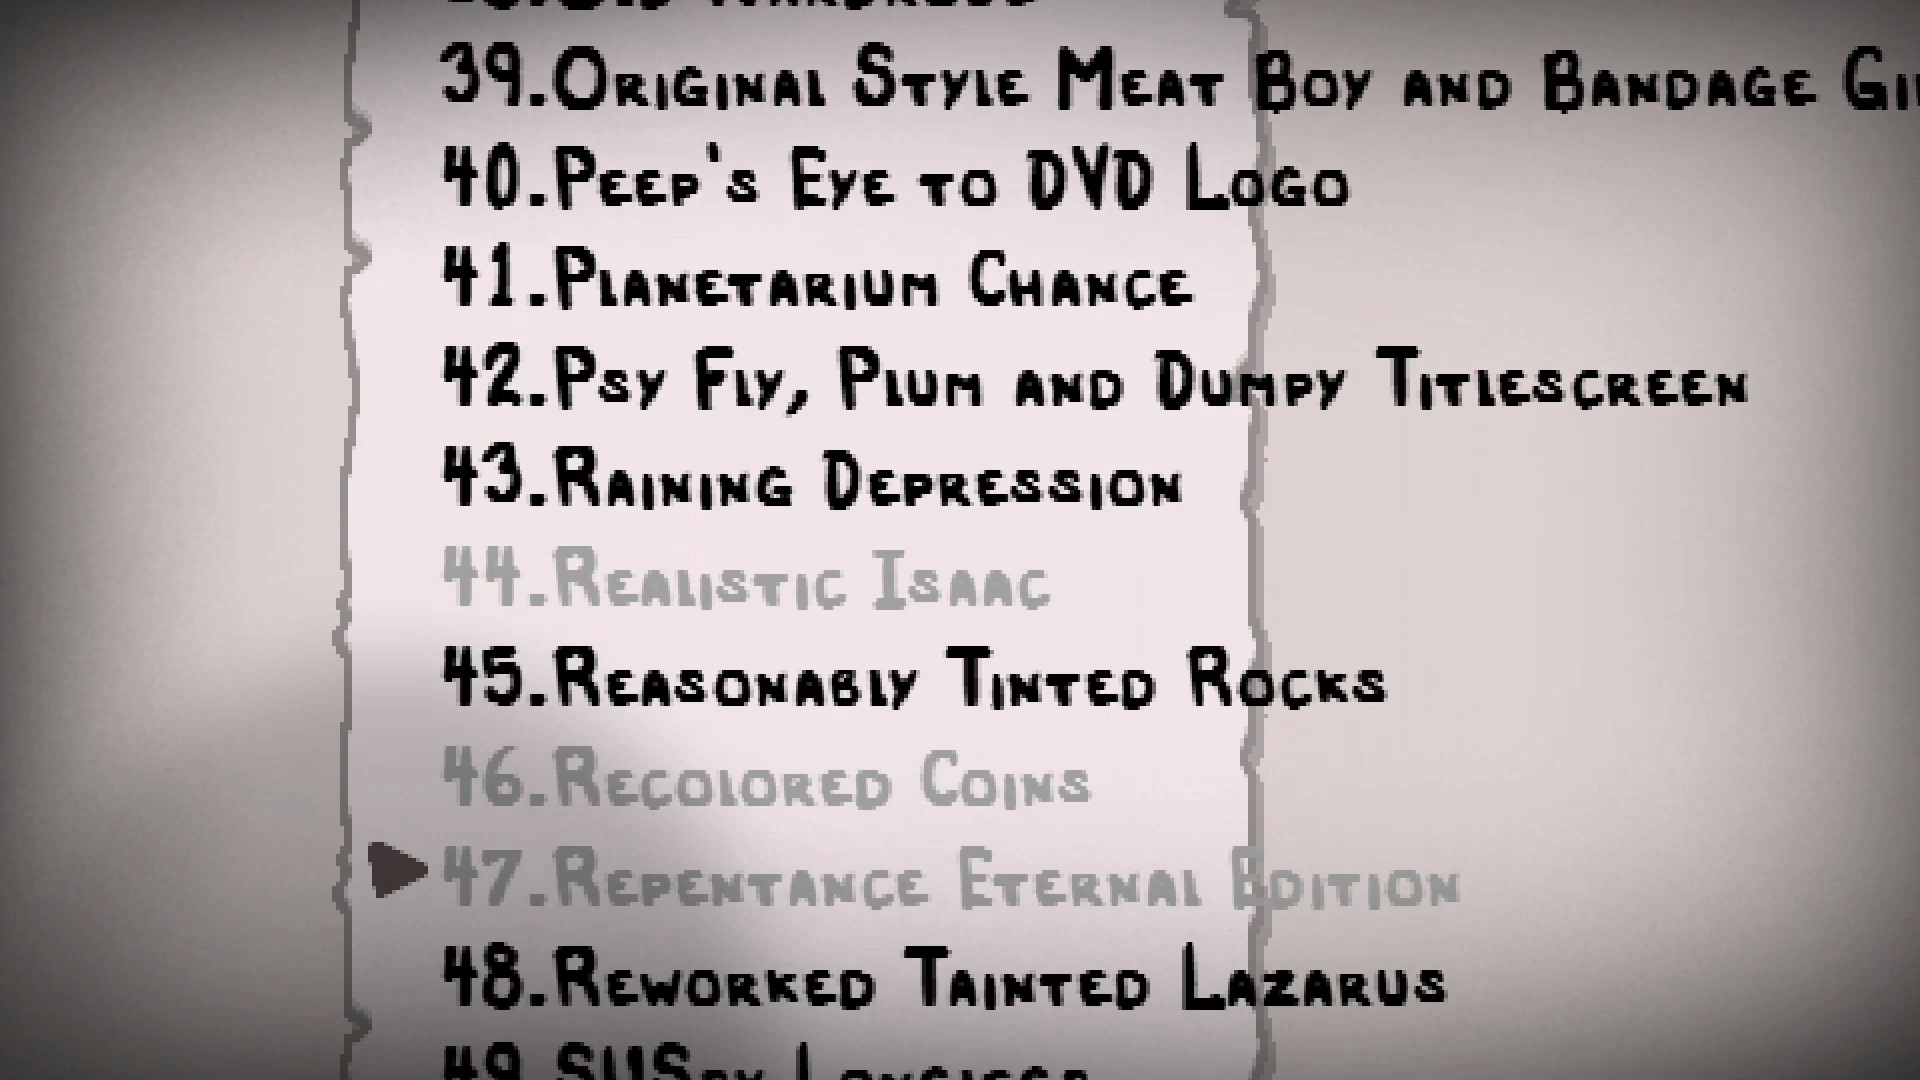 39.Original Style Meat Boy and Bandage
40.Peep's Eye to DVD Logo
41.Planetarium Chance
42.Psy Fly, Plum and Dumpy Titlescreen
43.Raining Depression
44.Realistic Isaac
45.Reasonably Tinted Rocks
46.Recolored Coins
47.Repentance Eternal Edition
48.Reworked Tainted Lazarus
49.